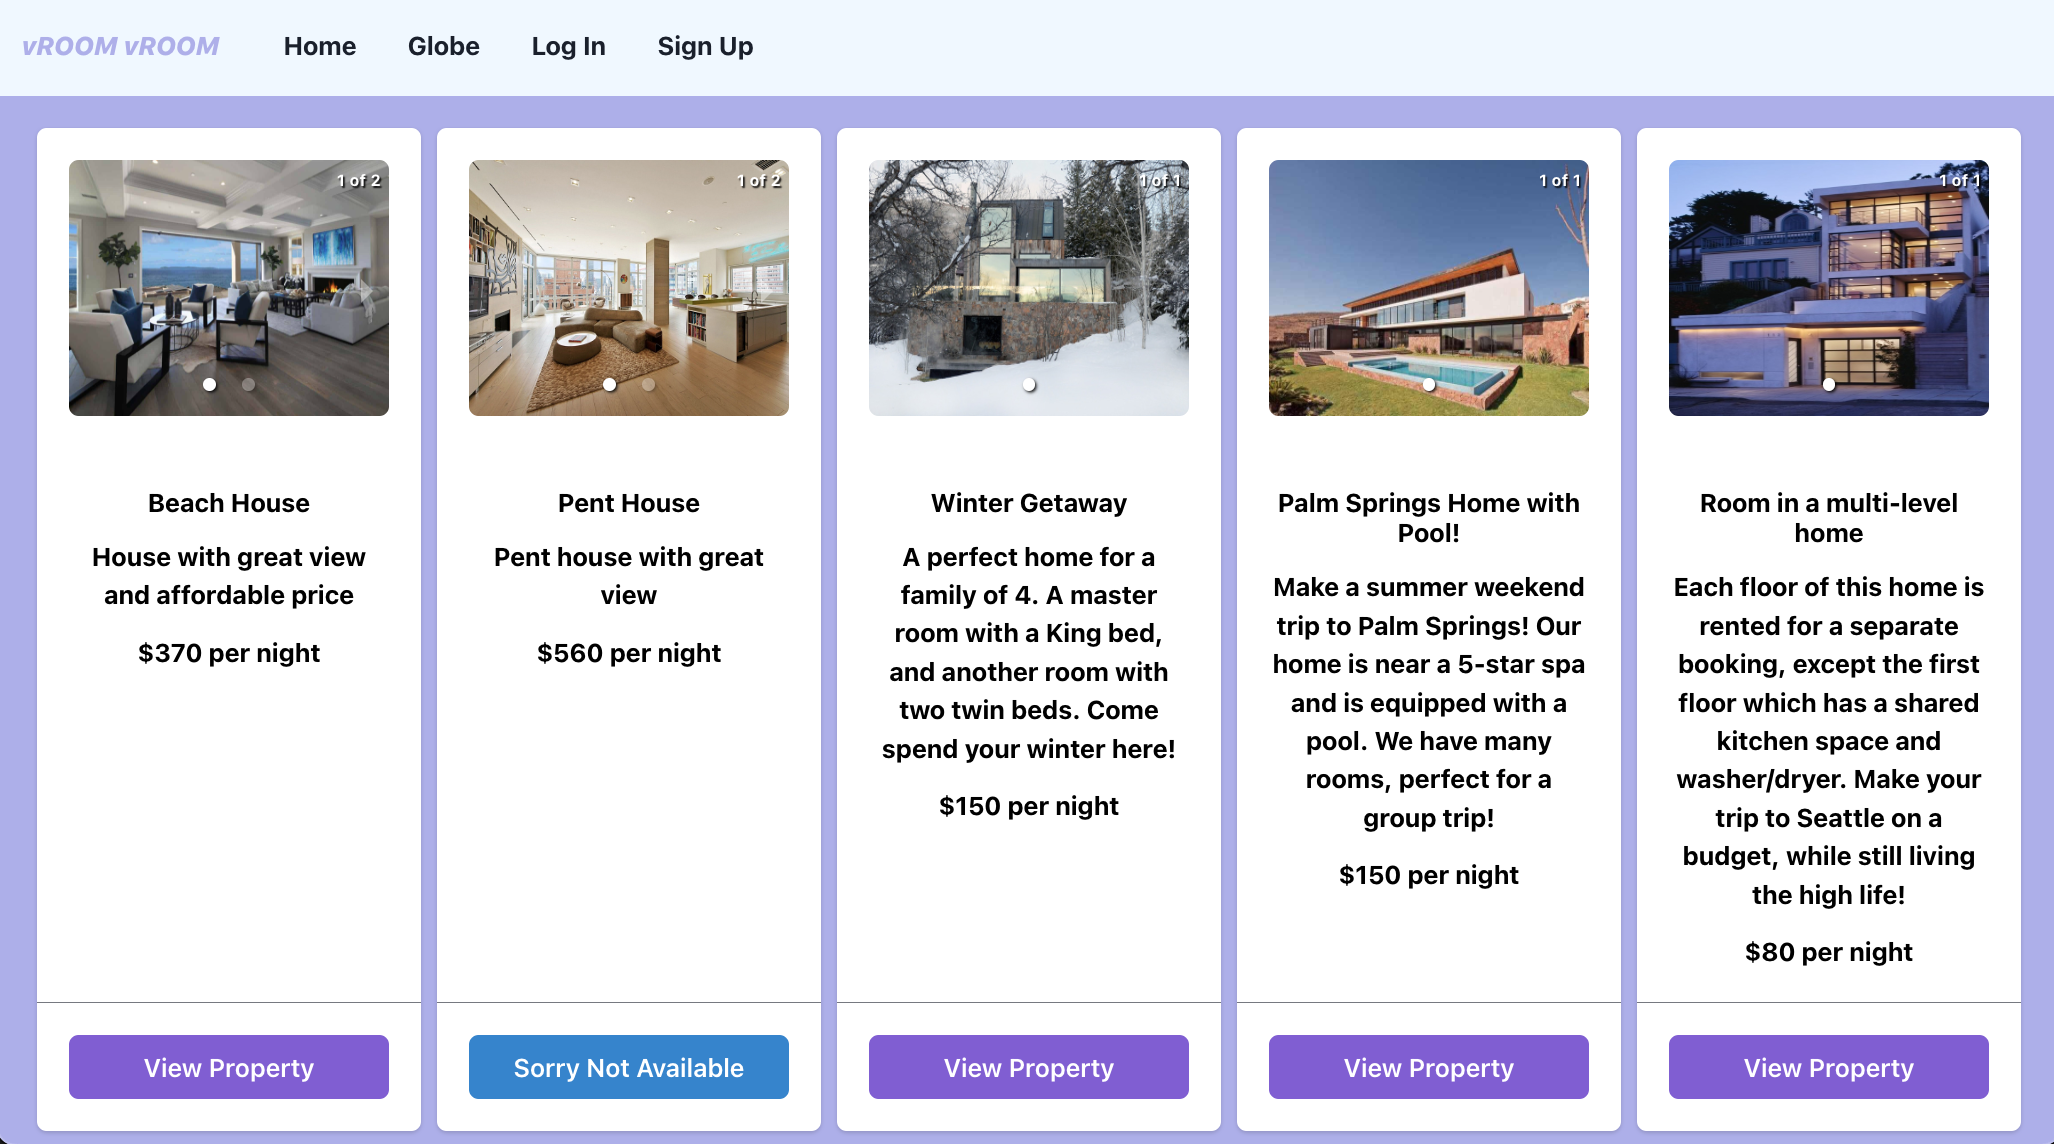 vROOM vROOM Home Globe Log In Sign Up
1 of 2
Beach House
House with great view
and affordable price
$370 per night
View Property
1 of 2
Pent House
Pent house with great
view
$560 per night
Sorry Not Available
1 of 1
Winter Getaway
A perfect home for a
family of 4. A master
room with a King bed,
and another room with
two twin beds. Come
spend your winter here!
$150 per night
View Property
1 of 1
Palm Springs Home with
Pool!
Make a summer weekend
trip to Palm Springs! Our
home is near a 5-star spa
and is equipped with a
pool. We have many
rooms, perfect for a
group trip!
$150 per night
View Property
1 of 1
Room in a multi-level
home
Each floor of this home is
rented for a separate
booking, except the first
floor which has a shared
kitchen space and
washer/dryer. Make your
trip to Seattle on a
budget, while still living
the high life!
$80 per night
View Property